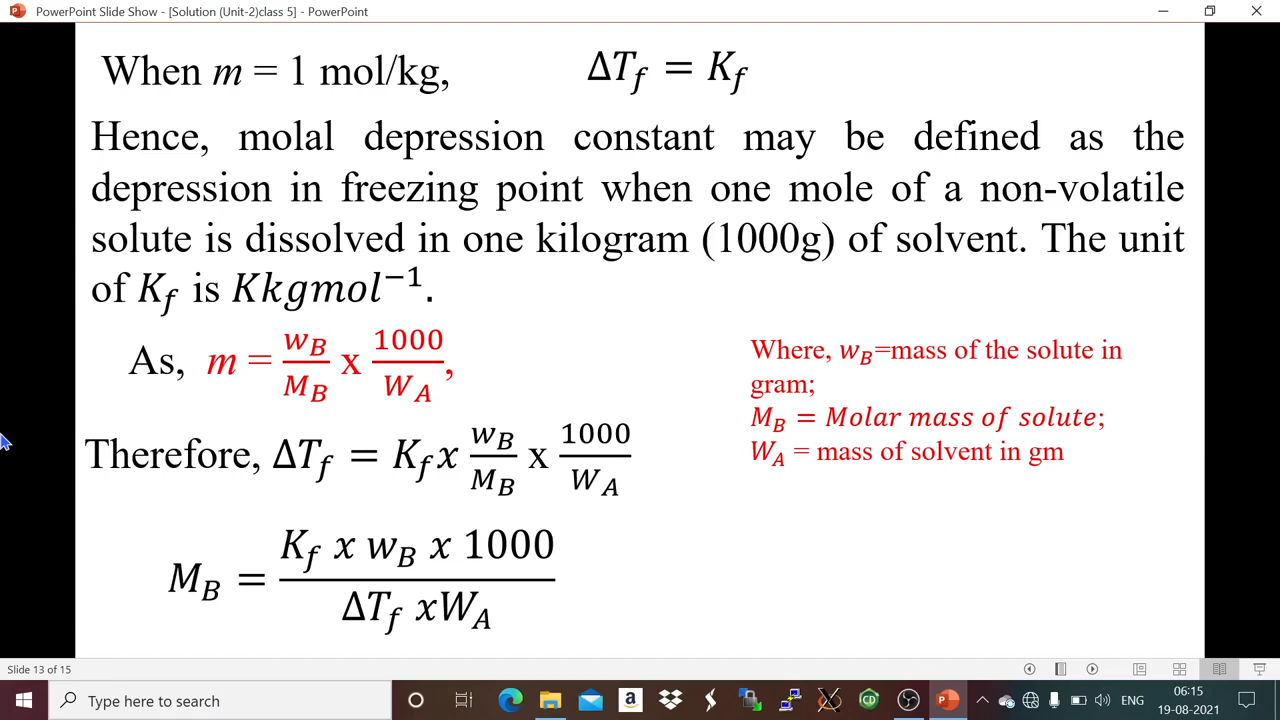 PowerPoint Slide Show - [Solution (Unit-2)class 5] - PowerPoint
When m = 1 mol/kg, ΔT_f = K_f
Hence, molal depression constant may be defined as the
depression in freezing point when one mole of a non-volatile
solute is dissolved in one kilogram (1000g) of solvent. The unit
of K_f is Kkgmol⁻¹.
As, m = w_B/M_B x 1000/W_A,
Where, w_B=mass of the solute in
gram;
M_B = Molar mass of solute;
W_A = mass of solvent in gm
Therefore, ΔT_f = K_f x w_B/M_B x 1000/W_A
M_B = K_f x w_B x 1000 / ΔT_f xW_A
Slide 13 of 15
Type here to search
a
CD
ENG
06:15
19-08-2021